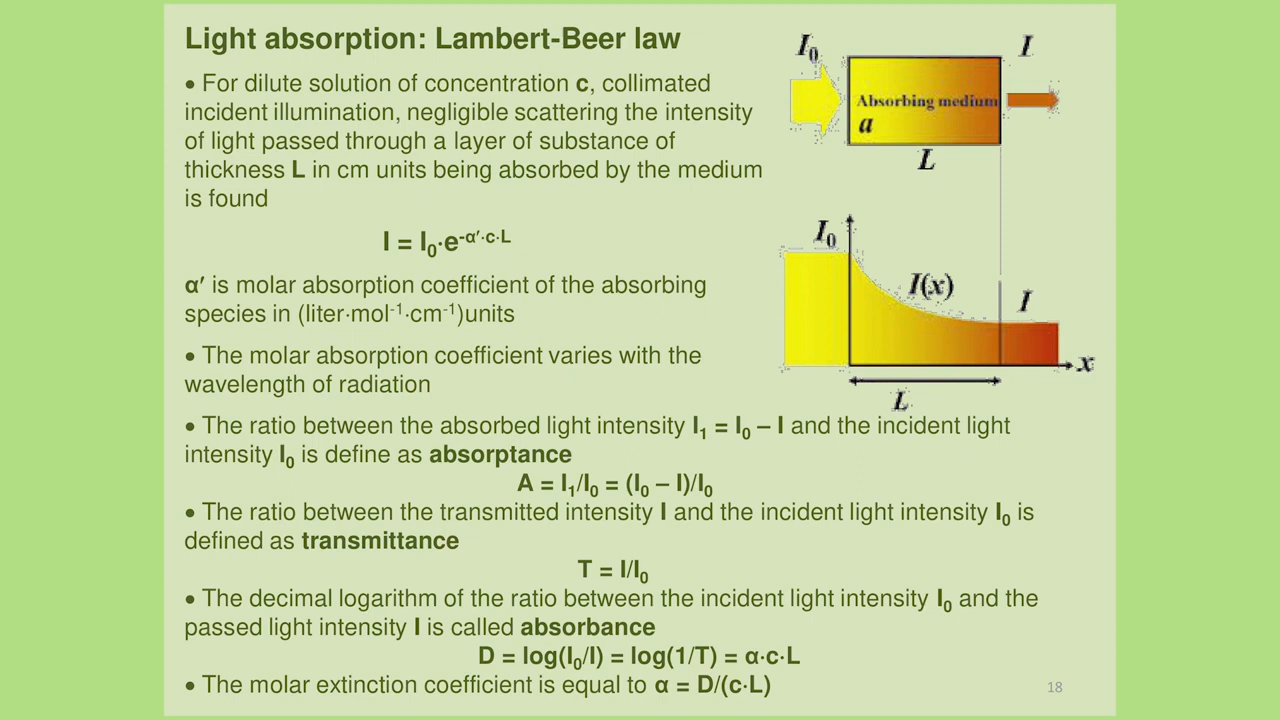 Light absorption: Lambert-Beer law
• For dilute solution of concentration c, collimated
incident illumination, negligible scattering the intensity
of light passed through a layer of substance of
thickness L in cm units being absorbed by the medium
is found
I = I₀·e^-α′·c·L
α′ is molar absorption coefficient of the absorbing
species in (liter·mol⁻¹·cm⁻¹)units
• The molar absorption coefficient varies with the
wavelength of radiation
• The ratio between the absorbed light intensity I₁ = I₀ – I and the incident light
intensity I₀ is define as absorptance
A = I₁/I₀ = (I₀ – I)/I₀
• The ratio between the transmitted intensity I and the incident light intensity I₀ is
defined as transmittance
T = I/I₀
• The decimal logarithm of the ratio between the incident light intensity I₀ and the
passed light intensity I is called absorbance
D = log(I₀/I) = log(1/T) = α·c·L
• The molar extinction coefficient is equal to α = D/(c·L)
I₀
I
Absorbing medium
a
L
I₀
I(x)
I
x
L
18